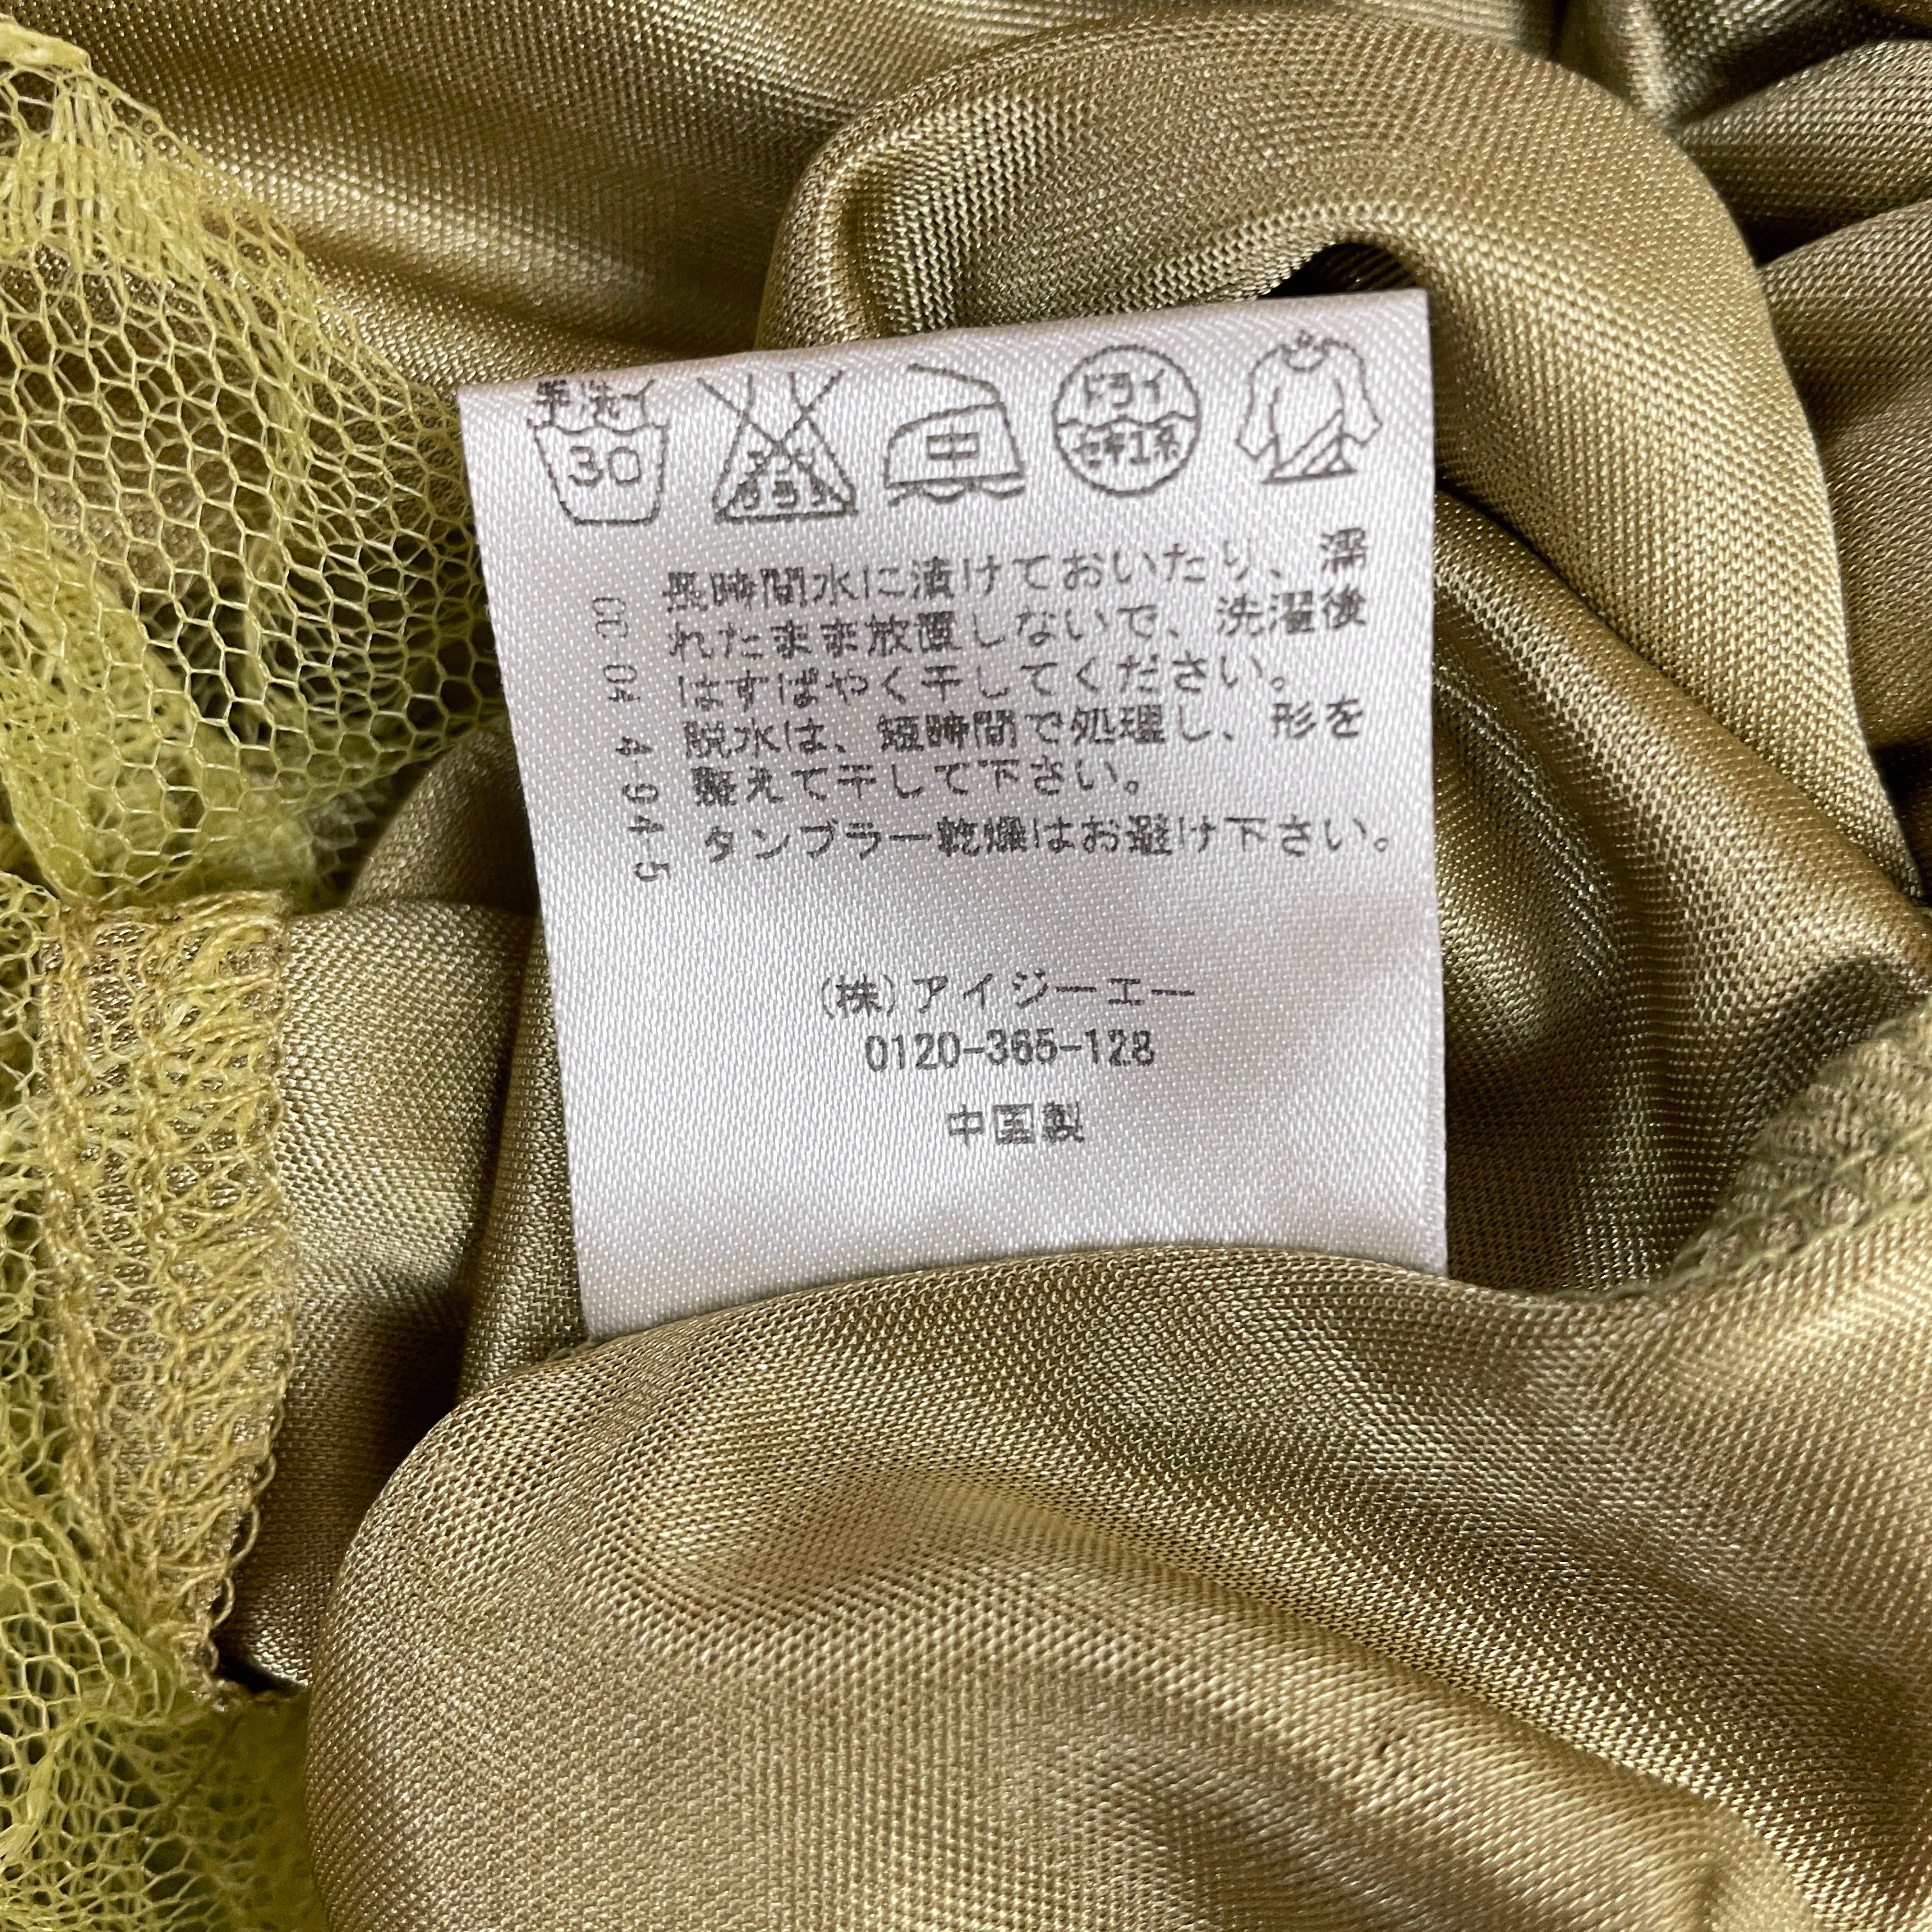 手洗イ
30
中
ドライ
セキユ系
長時間水に漬けておいたり、濡
れたまま放置しないで、洗濯後
はすばやく干してください。
脱水は、短時間で処理し、形を
整えて干して下さい。
タンブラー乾燥はお避け下さい。
4-94-5
(株)アイジーエー
0120-365-128
中国製